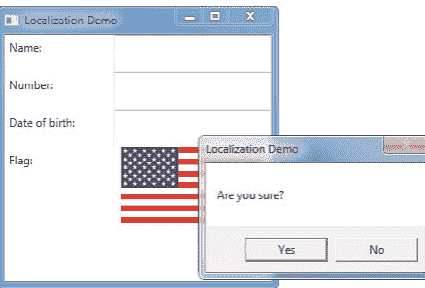 Localization Demo
Name:
Number:
Date of birth:
Flag:
Localization Demo
Are you sure?
Yes
No